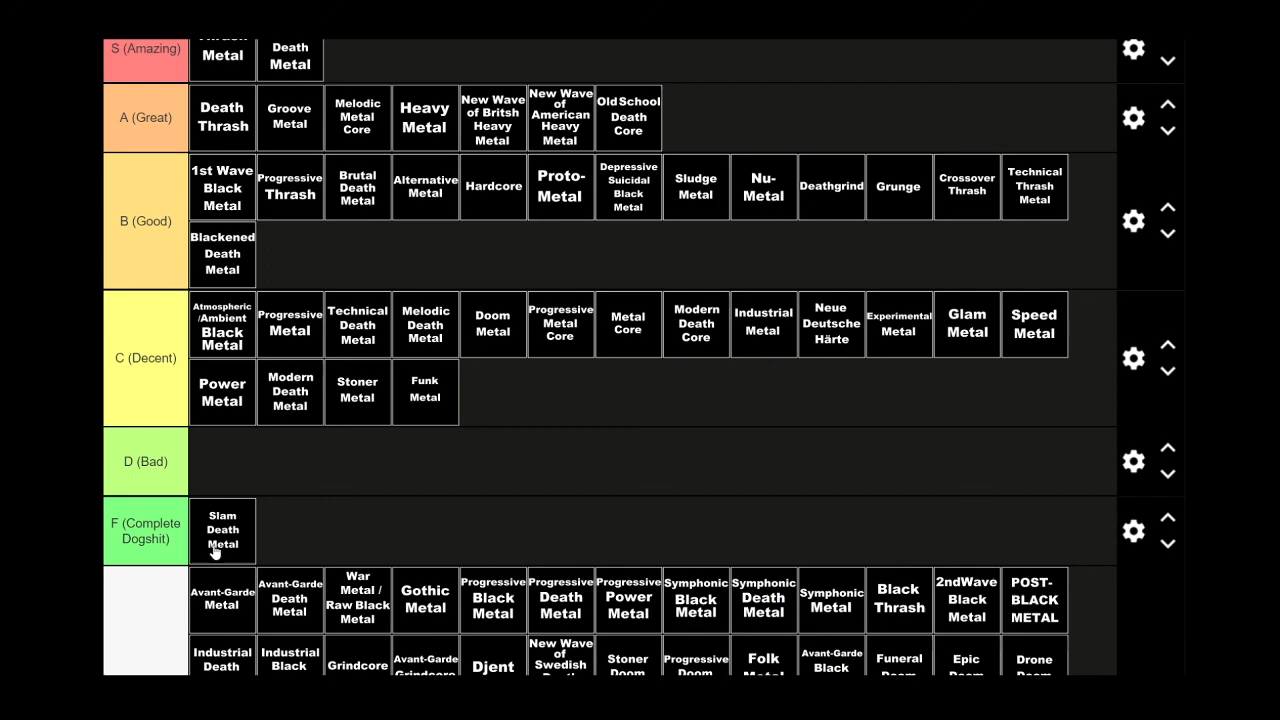 S (Amazing)
Metal
Death
Metal
A (Great)
Death
Thrash
Groove
Metal
Melodic
Metal
Core
Heavy
Metal
New Wave
of Britsh
Heavy
Metal
New Wave
of
American
Heavy
Metal
Old School
Death
Core
B (Good)
1st Wave
Black
Metal
Progressive
Thrash
Brutal
Death
Metal
Alternative
Metal
Hardcore
Proto-
Metal
Depressive
Suicidal
Black
Metal
Sludge
Metal
Nu-
Metal
Deathgrind
Grunge
Crossover
Thrash
Technical
Thrash
Metal
Blackened
Death
Metal
C (Decent)
Atmospheric
/Ambient
Black
Metal
Progressive
Metal
Technical
Death
Metal
Melodic
Death
Metal
Doom
Metal
Progressive
Metal
Core
Metal
Core
Modern
Death
Core
Industrial
Metal
Neue
Deutsche
Härte
Experimental
Metal
Glam
Metal
Speed
Metal
Power
Metal
Modern
Death
Metal
Stoner
Metal
Funk
Metal
D (Bad)
F (Complete
Dogshit)
Slam
Death
Metal
Avant-Garde
Metal
Avant-Garde
Death
Metal
War
Metal /
Raw Black
Metal
Gothic
Metal
Progressive
Black
Metal
Progressive
Death
Metal
Progressive
Power
Metal
Symphonic
Black
Metal
Symphonic
Death
Metal
Symphonic
Metal
Black
Thrash
2ndWave
Black
Metal
POST-
BLACK
METAL
Industrial
Death
Industrial
Black
Grindcore
Avant-Garde
Grindcore
Djent
New Wave
of
Swedish
Stoner
Doom
Progressive
Doom
Folk
Metal
Avant-Garde
Black
Funeral
Doom
Epic
Doom
Drone
Doom